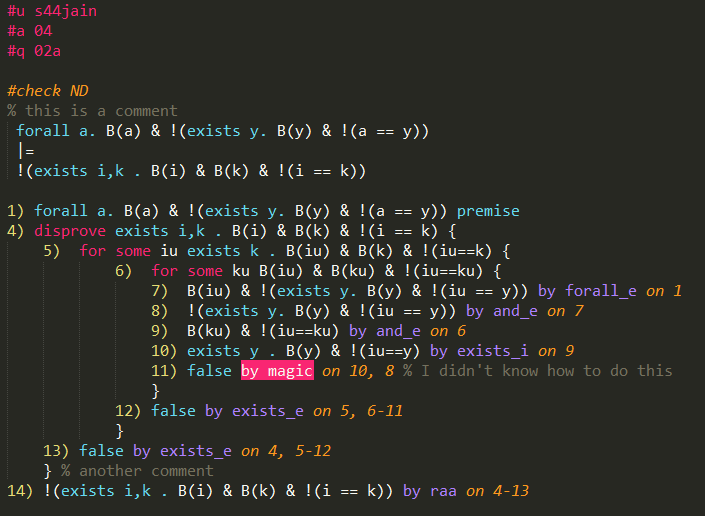 #u s44jain
#a 04
#q 02a

#check ND
% this is a comment
 forall a. B(a) & !(exists y. B(y) & !(a == y))
 |=
 !(exists i,k . B(i) & B(k) & !(i == k))

1) forall a. B(a) & !(exists y. B(y) & !(a == y)) premise
4) disprove exists i,k . B(i) & B(k) & !(i == k) {
    5)  for some iu exists k . B(iu) & B(k) & !(iu==k) {
            6)  for some ku B(iu) & B(ku) & !(iu==ku) {
                7)  B(iu) & !(exists y. B(y) & !(iu == y)) by forall_e on 1
                8)  !(exists y. B(y) & !(iu == y)) by and_e on 7
                9)  B(ku) & !(iu==ku) by and_e on 6
                10) exists y . B(y) & !(iu==y) by exists_i on 9
                11) false by magic on 10, 8 % I didn't know how to do this
                }
            12) false by exists_e on 5, 6-11
            }
    13) false by exists_e on 4, 5-12
    } % another comment
14) !(exists i,k . B(i) & B(k) & !(i == k)) by raa on 4-13